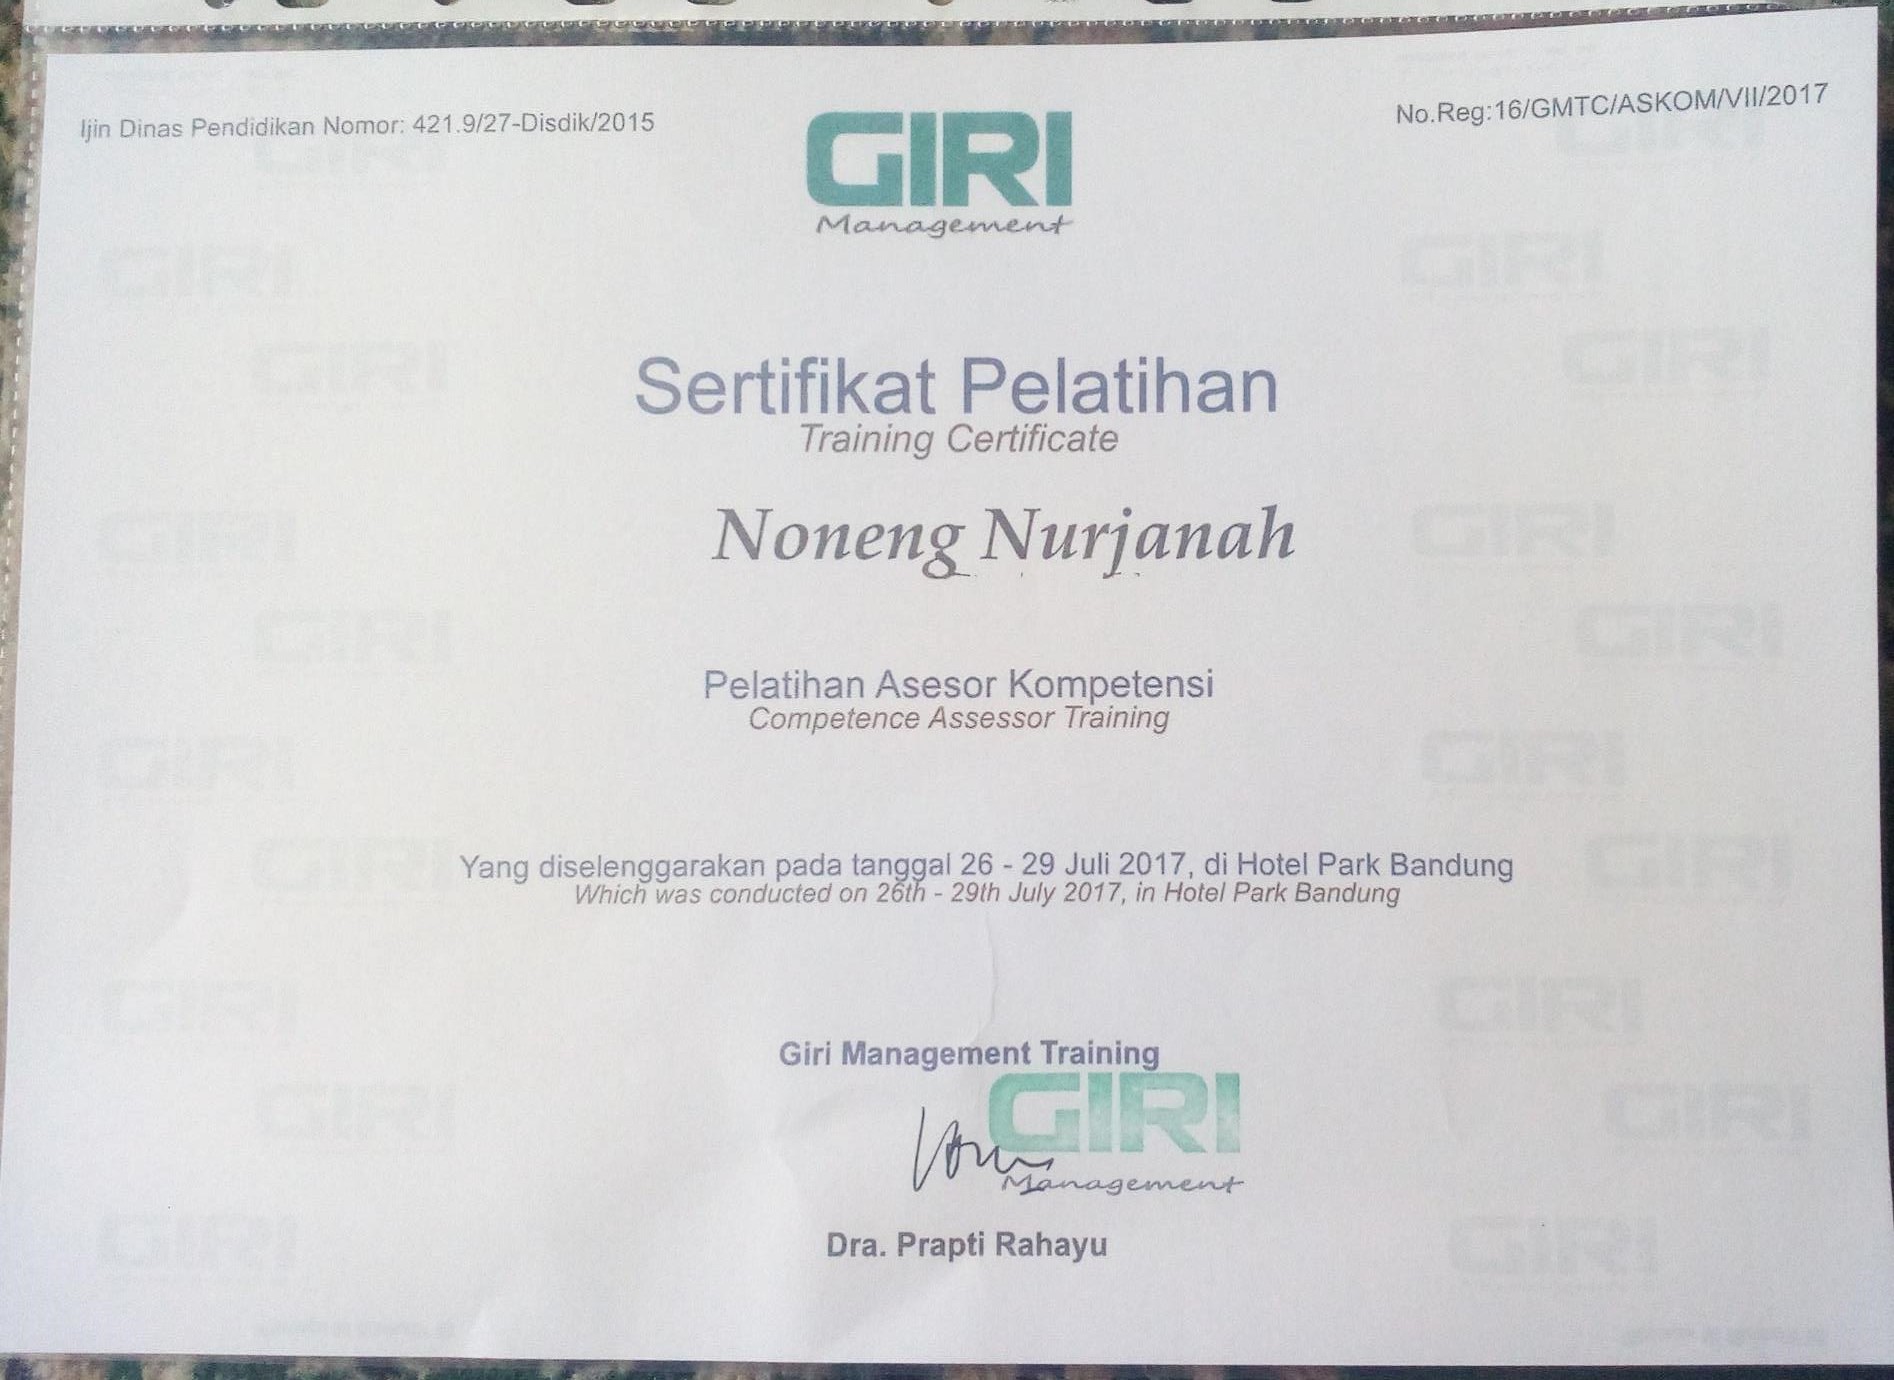 Ijin Dinas Pendidikan Nomor: 421.9/27-Disdik/2015
No.Reg:16/GMTC/ASKOM/VII/2017
GIRI
Management
Sertifikat Pelatihan
Training Certificate
Noneng Nurjanah
Pelatihan Asesor Kompetensi
Competence Assessor Training
Yang diselenggarakan pada tanggal 26 - 29 Juli 2017, di Hotel Park Bandung
Which was conducted on 26th - 29th July 2017, in Hotel Park Bandung
Giri Management Training
GIRI
Management
Dra. Prapti Rahayu